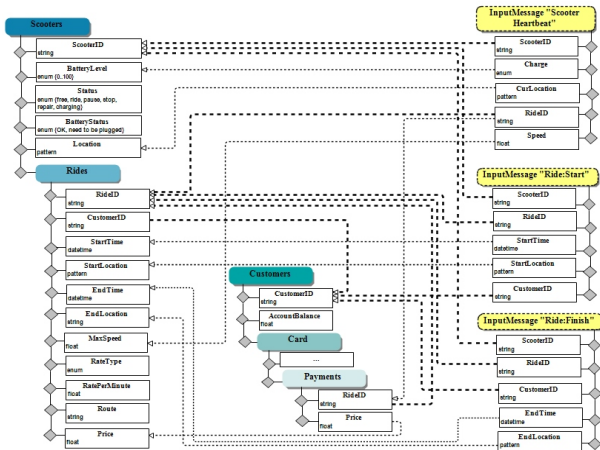 Scooters
ScooterID
string
BatteryLevel
enum {0..100}
Status
enum {free, ride, pause, stop,
repair, charging}
BatteryStatus
enum {OK, need to be plugged}
Location
pattern
Rides
RideID
string
CustomerID
string
StartTime
datetime
StartLocation
pattern
EndTime
datetime
EndLocation
string
MaxSpeed
float
RateType
enum
RatePerMinute
float
Route
string
Price
float
Customers
CustomerID
string
AccountBalance
float
Card
...
Payments
RideID
string
Price
float
InputMessage "Scooter
Heartbeat"
ScooterID
string
Charge
enum
CurLocation
pattern
RideID
string
Speed
float
InputMessage "Ride:Start"
ScooterID
string
RideID
string
StartTime
datetime
StartLocation
pattern
CustomerID
string
InputMessage "Ride:Finish"
ScooterID
string
RideID
string
CustomerID
string
EndTime
datetime
EndLocation
pattern